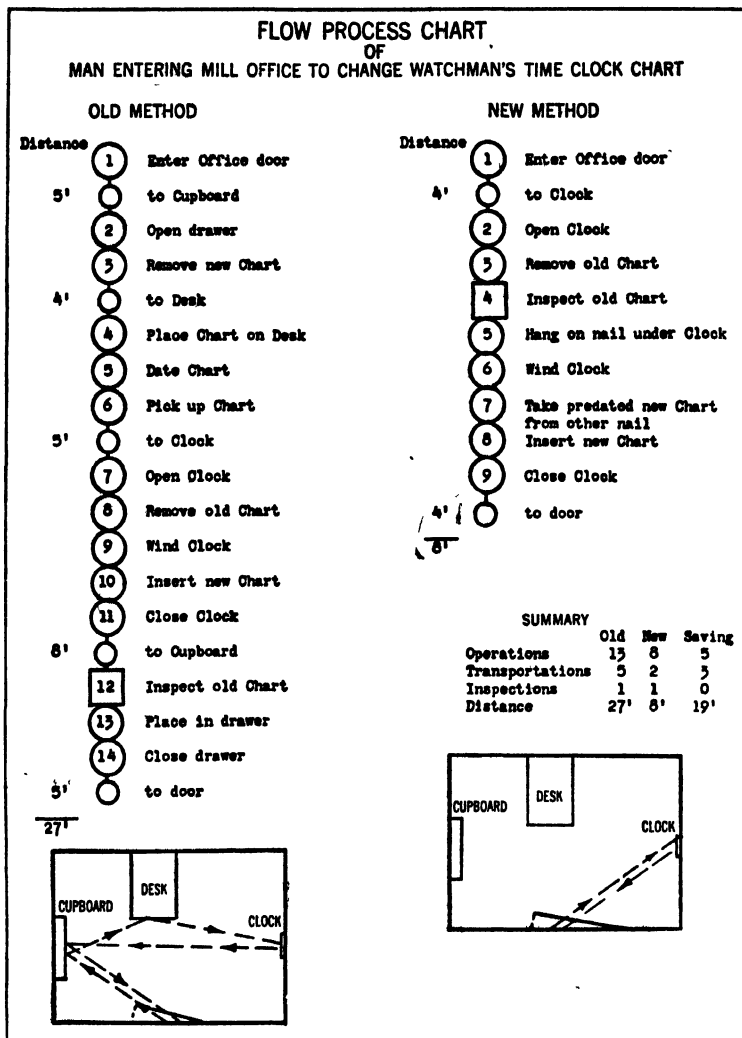 FLOW PROCESS CHART
OF
MAN ENTERING MILL OFFICE TO CHANGE WATCHMAN'S TIME CLOCK CHART
OLD METHOD
Distance
1 Enter Office door
5' to Cupboard
2 Open drawer
3 Remove new Chart
4' to Desk
4 Place Chart on Desk
5 Date Chart
6 Pick up Chart
5' to Clock
7 Open Clock
8 Remove old Chart
9 Wind Clock
10 Insert new Chart
11 Close Clock
8' to Cupboard
12 Inspect old Chart
13 Place in drawer
14 Close drawer
5' to door
27'
CUPBOARD
DESK
CLOCK
NEW METHOD
Distance
1 Enter Office door
4' to Clock
2 Open Clock
3 Remove old Chart
4 Inspect old Chart
5 Hang on nail under Clock
6 Wind Clock
7 Take predated new Chart
from other nail
8 Insert new Chart
9 Close Clock
4' to door
8'
SUMMARY
Old New Saving
Operations 13 8 5
Transportations 5 2 3
Inspections 1 1 0
Distance 27' 8' 19'
CUPBOARD
DESK
CLOCK